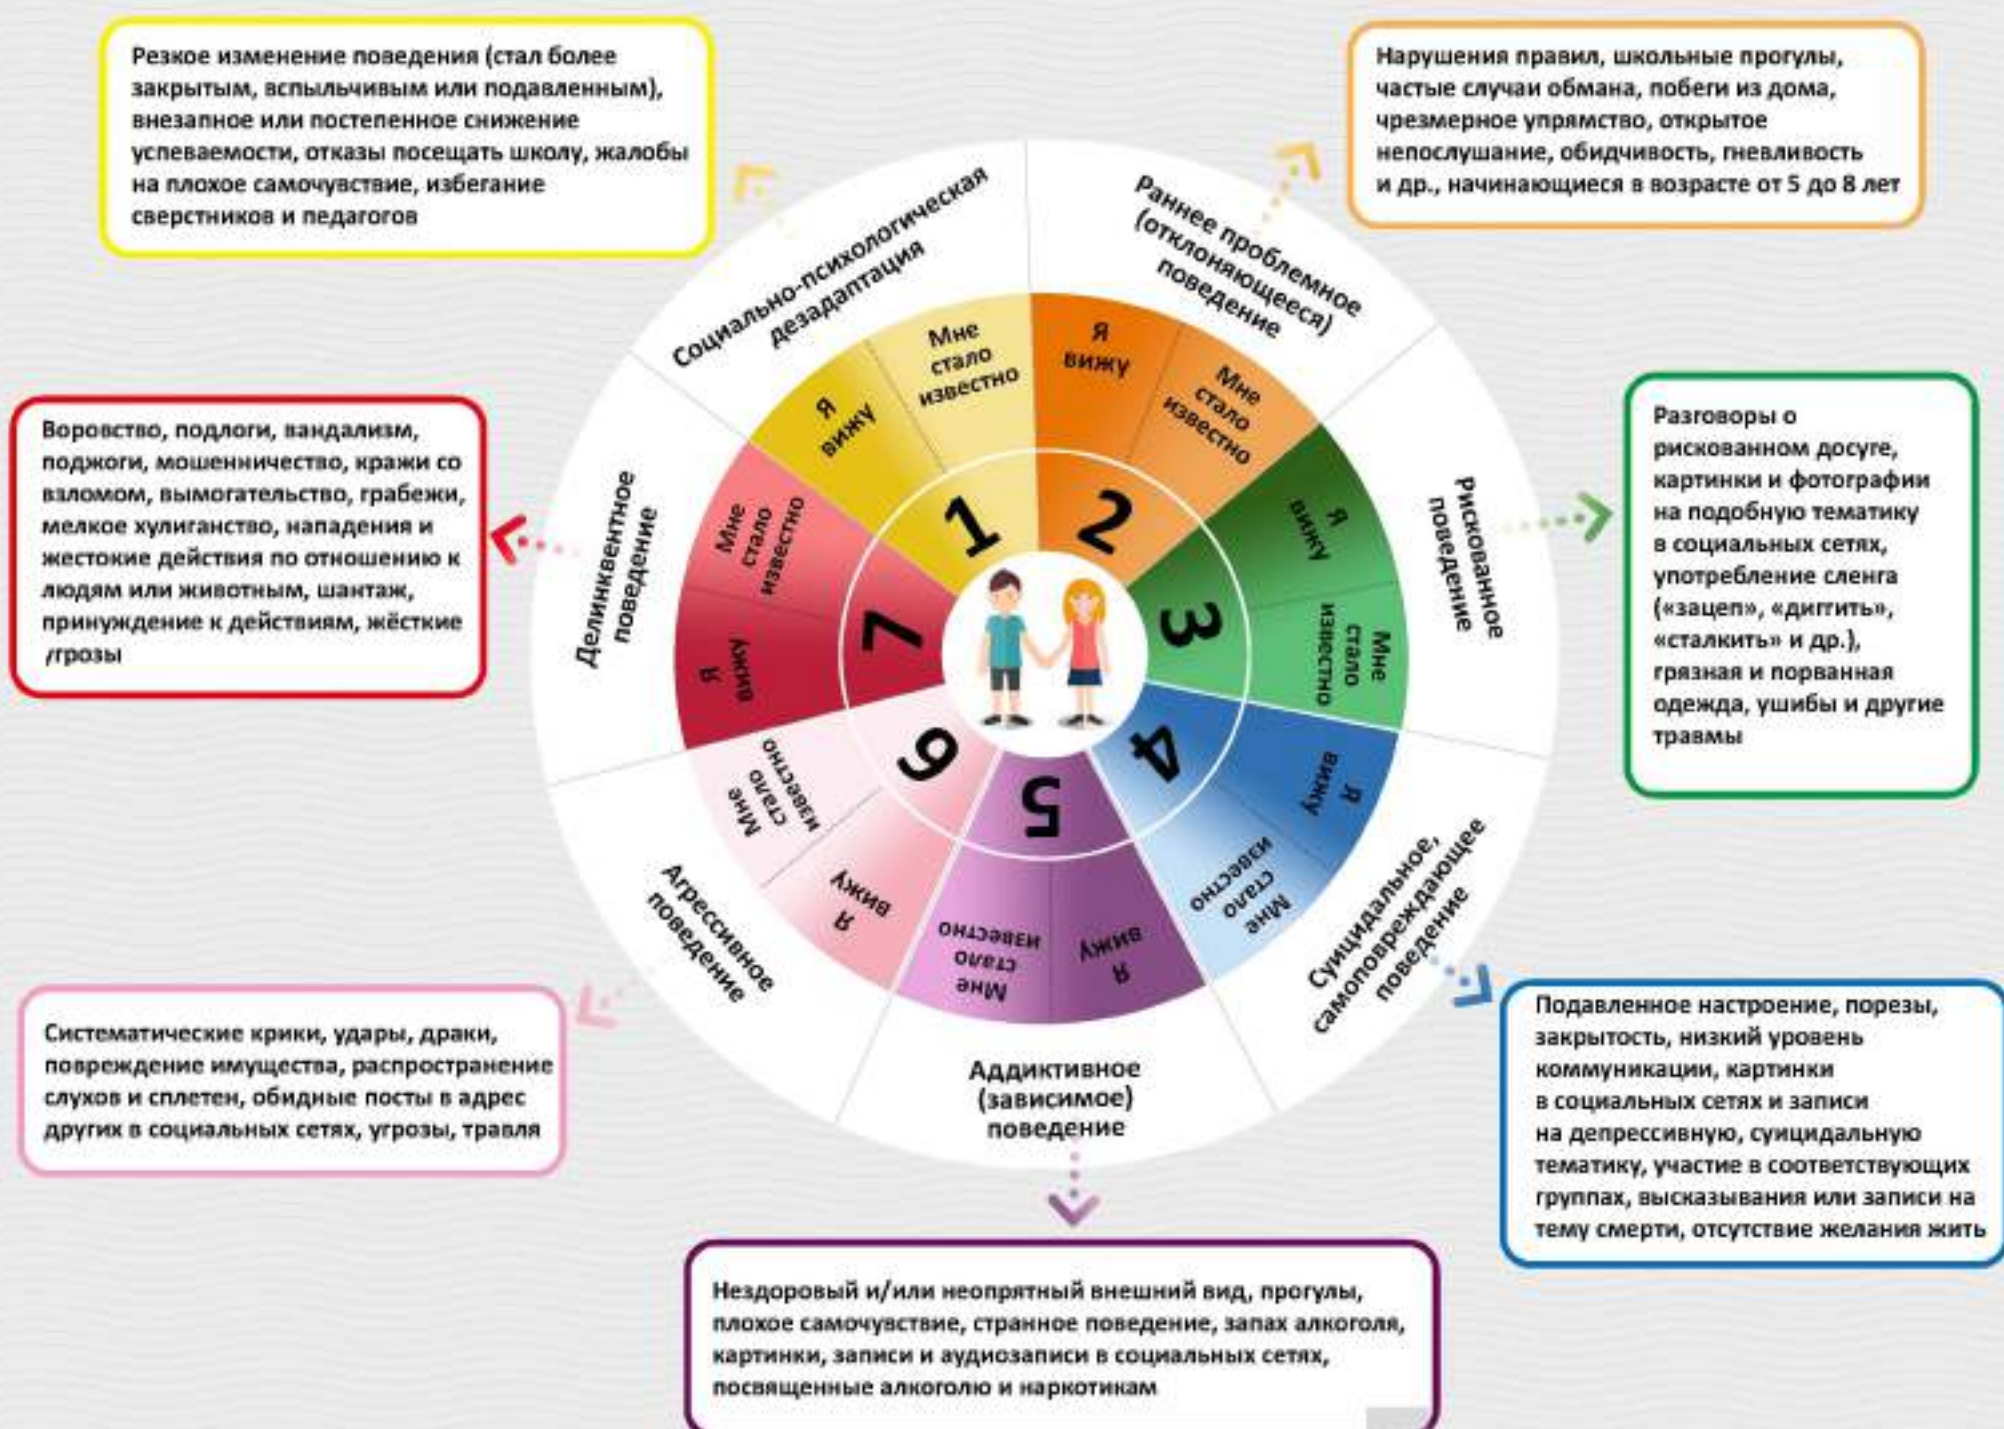 Резкое изменение поведения (стал более
закрытым, вспыльчивым или подавленным),
внезапное или постепенное снижение
успеваемости, отказы посещать школу, жалобы
на плохое самочувствие, избегание
сверстников и педагогов
Нарушения правил, школьные прогулы,
частые случаи обмана, побеги из дома,
чрезмерное упрямство, открытое
непослушание, обидчивость, гневливость
и др., начинающиеся в возрасте от 5 до 8 лет
Социально-психологическая
дезадаптация
Я
вижу
Мне
стало
известно
1
Раннее проблемное
(отклоняющееся)
поведение
Я
вижу
Мне
стало
известно
2
Рискованное
поведение
Я
вижу
Мне
стало
известно
3
Разговоры о
рискованном досуге,
картинки и фотографии
на подобную тематику
в социальных сетях,
употребление сленга
(«зацеп», «диггить»,
«сталкить» и др.),
грязная и порванная
одежда, ушибы и другие
травмы
Суицидальное,
самоповреждающее
поведение
Я
вижу
Мне
стало
известно
4
Подавленное настроение, порезы,
закрытость, низкий уровень
коммуникации, картинки
в социальных сетях и записи
на депрессивную, суицидальную
тематику, участие в соответствующих
группах, высказывания или записи на
тему смерти, отсутствие желания жить
5
Я
вижу
Мне
стало
известно
Аддиктивное
(зависимое)
поведение
Нездоровый и/или неопрятный внешний вид, прогулы,
плохое самочувствие, странное поведение, запах алкоголя,
картинки, записи и аудиозаписи в социальных сетях,
посвященные алкоголю и наркотикам
6
Я
вижу
Мне
стало
известно
Агрессивное
поведение
Систематические крики, удары, драки,
повреждение имущества, распространение
слухов и сплетен, обидные посты в адрес
других в социальных сетях, угрозы, травля
7
Я
вижу
Мне
стало
известно
Делинквентное
поведение
Воровство, подлоги, вандализм,
поджоги, мошенничество, кражи со
взломом, вымогательство, грабежи,
мелкое хулиганство, нападения и
жестокие действия по отношению к
людям или животным, шантаж,
принуждение к действиям, жёсткие
угрозы